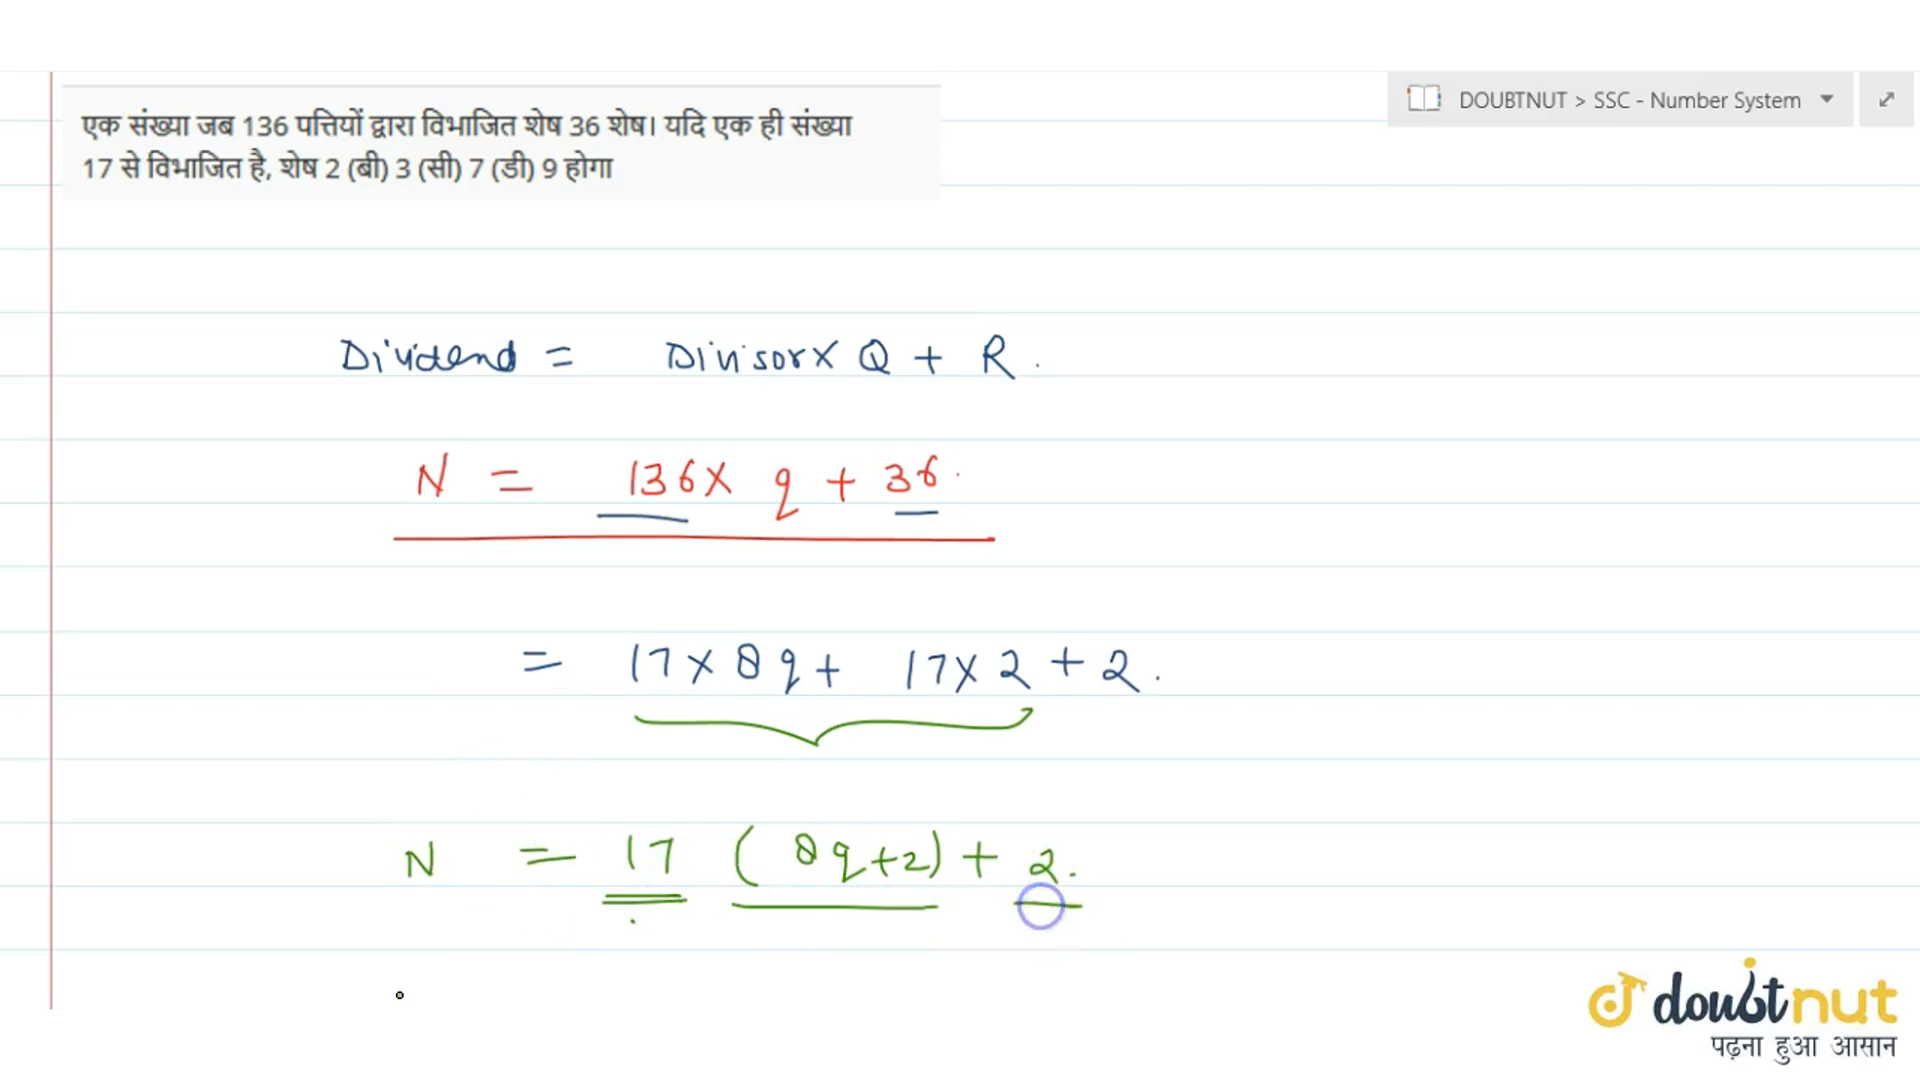 DOUBTNUT > SSC - Number System
एक संख्या जब 136 पत्तियों द्वारा विभाजित शेष 36 शेष। यदि एक ही संख्या
17 से विभाजित है, शेष 2 (बी) 3 (सी) 7 (डी) 9 होगा
Dividend = Divisor X Q + R.
N = 136 X q + 36.
= 17 X 8q + 17 X 2 + 2.
N = 17 (8q+2) + 2.
doubtnut
पढ़ना हुआ आसान